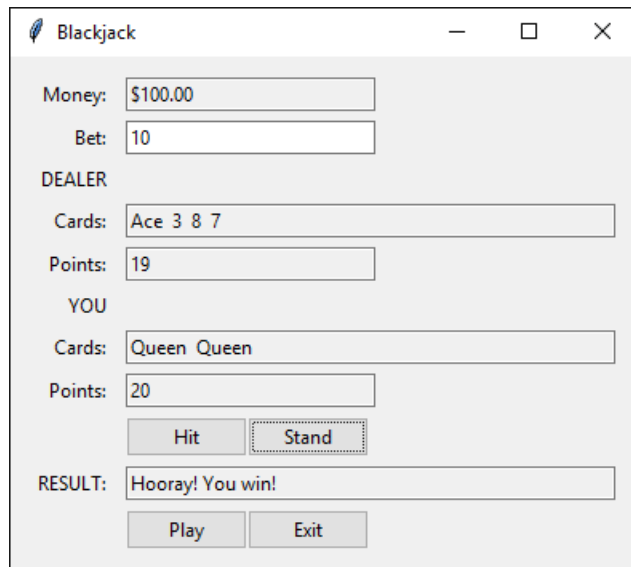 Blackjack
Money: $100.00
Bet: 10
DEALER
Cards: Ace 3 8 7
Points: 19
YOU
Cards: Queen Queen
Points: 20
Hit Stand
RESULT: Hooray! You win!
Play Exit